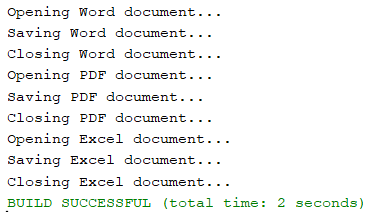 Opening Word document...
Saving Word document...
Closing Word document...
Opening PDF document...
Saving PDF document...
Closing PDF document...
Opening Excel document...
Saving Excel document...
Closing Excel document...
BUILD SUCCESSFUL (total time: 2 seconds)